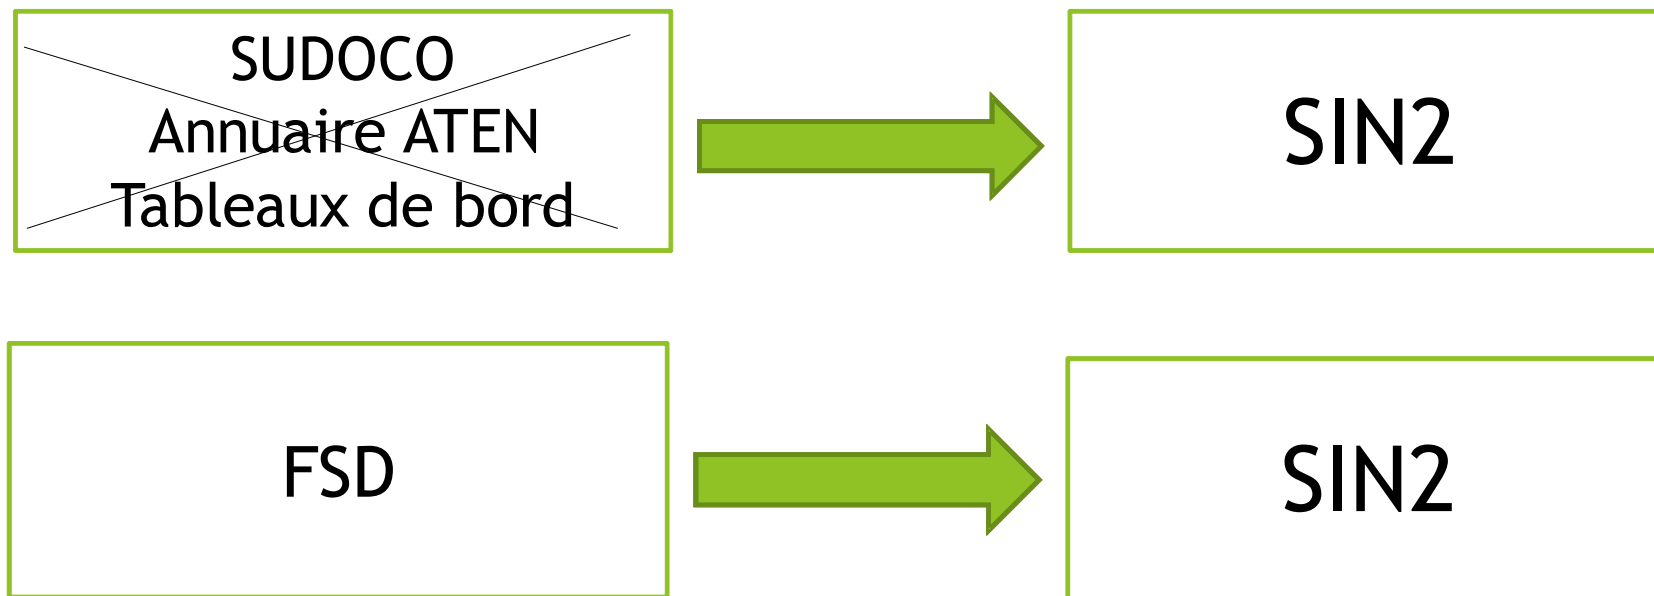 SUDOCO
Annuaire ATEN
Tableaux de bord
SIN2
FSD
SIN2